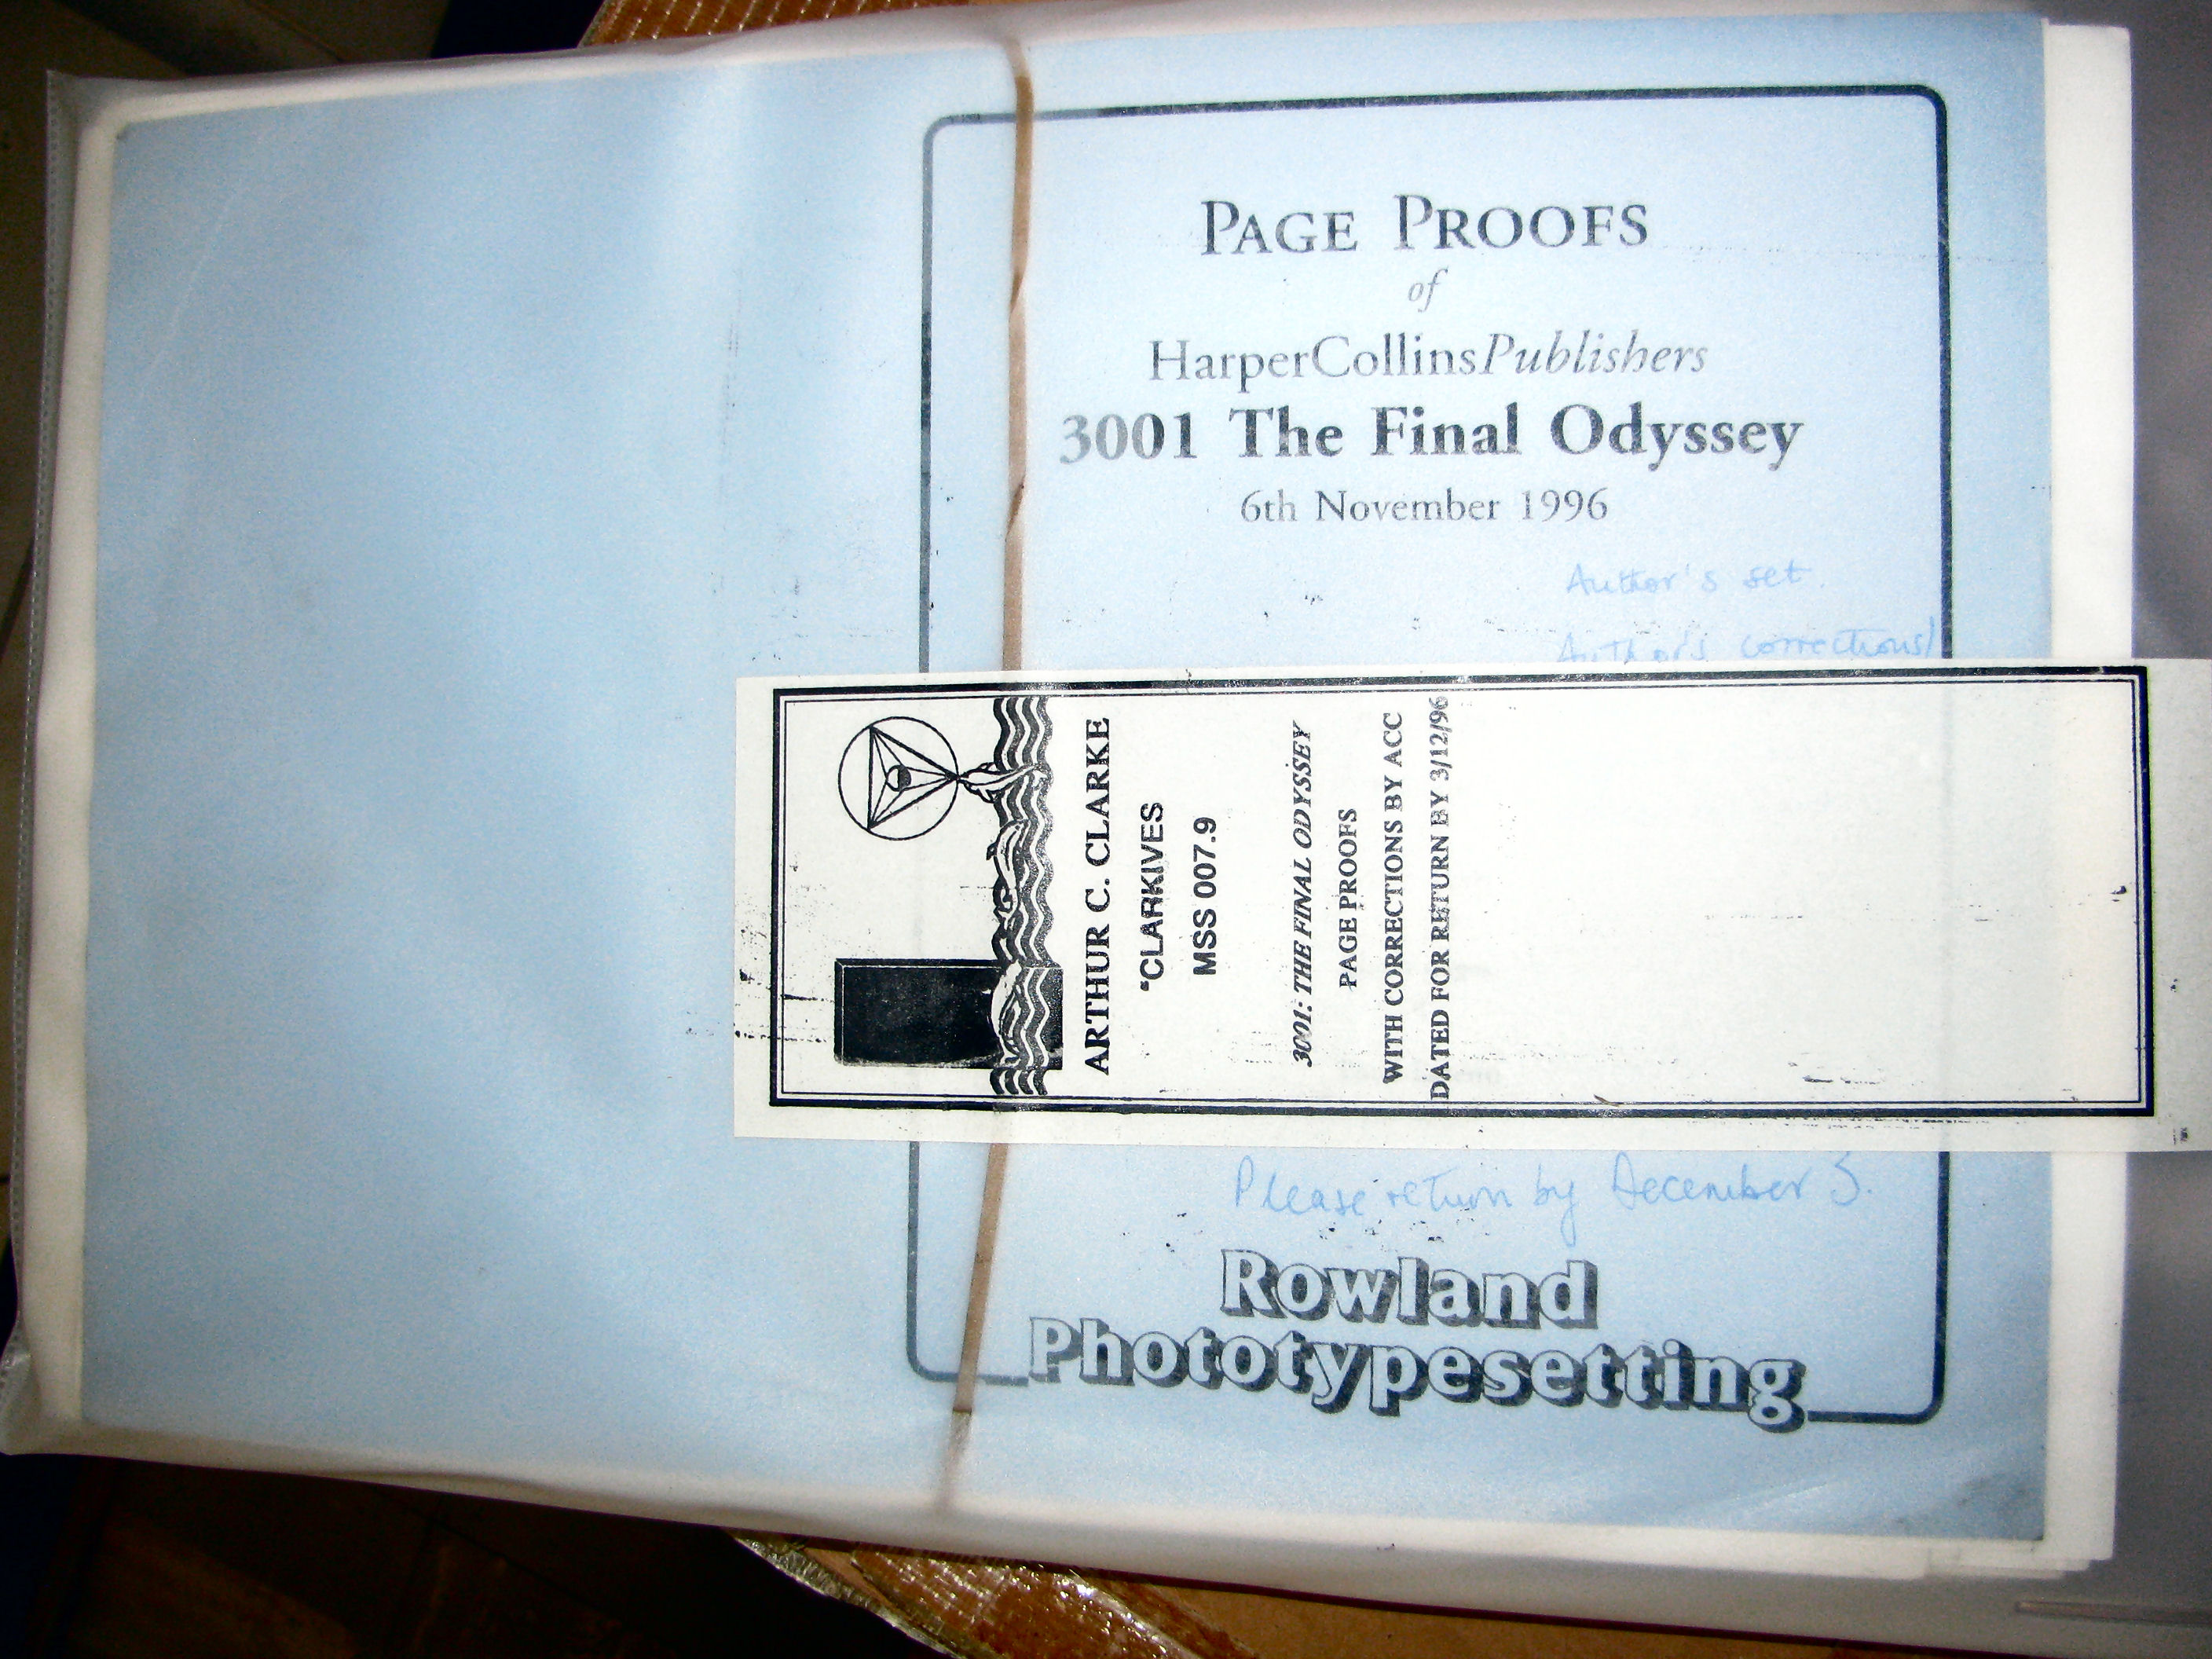 PAGE PROOFS
of
HarperCollinsPublishers
3001 The Final Odyssey
6th November 1996
Author's set
Author's corrections
ARTHUR C. CLARKE
"CLARKIVES
MSS 007.9
3001: THE FINAL ODYSSEY
PAGE PROOFS
WITH CORRECTIONS BY ACC
DATED FOR RETURN BY 3/12/96
Please return by December 3.
Rowland
Phototypesetting